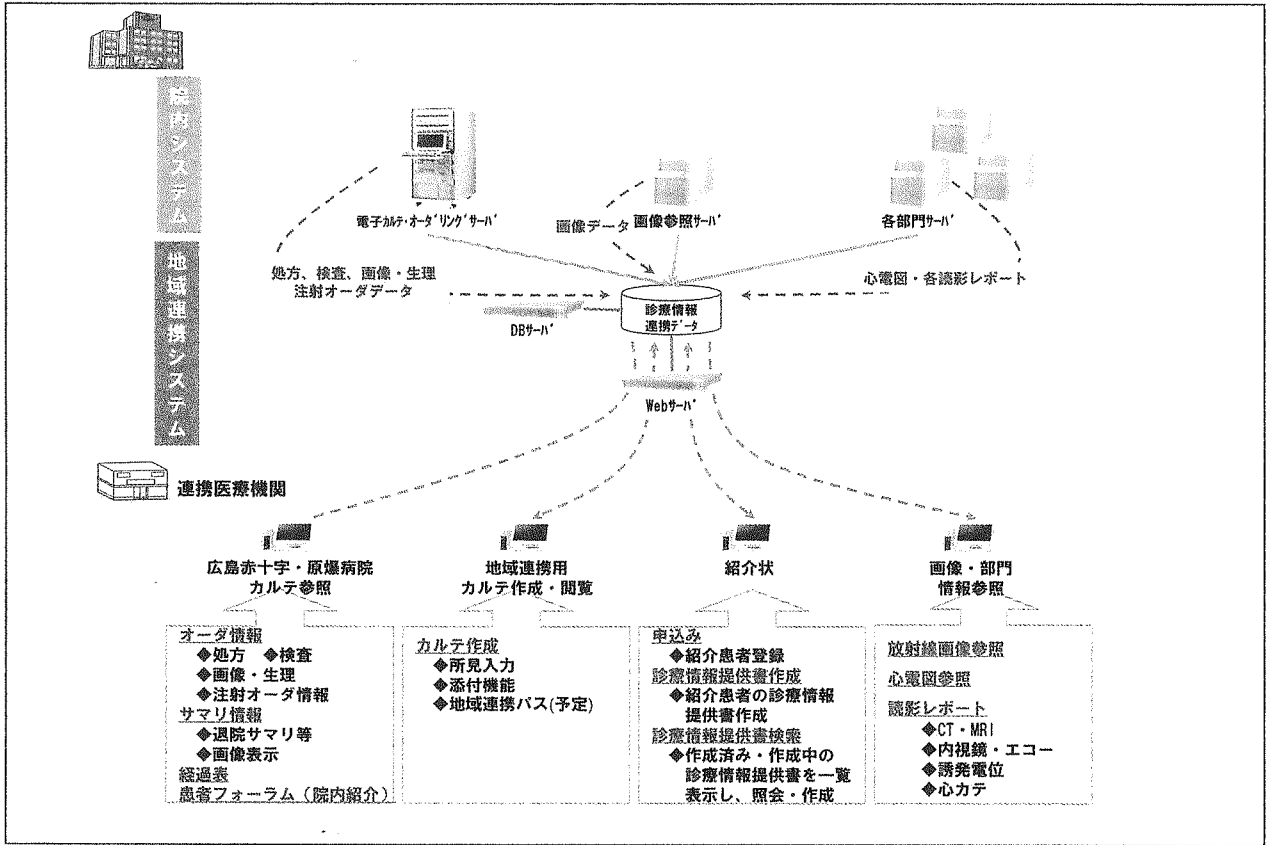 院内システム
電子カルテ・オーダリングサーバ
画像データ
画像参照サーバ
各部門サーバ
地域連携システム
処方、検査、画像・生理
注射オーダデータ
心電図・各読影レポート
診療情報
連携データ
DBサーバ
Webサーバ
連携医療機関
広島赤十字・原爆病院
カルテ参照
オーダ情報
◆処方 ◆検査
◆画像・生理
◆注射オーダ情報
サマリ情報
◆退院サマリ等
◆画像表示
経過表
患者フォーラム(院内紹介)
地域連携用
カルテ作成・閲覧
カルテ作成
◆所見入力
◆添付機能
◆地域連携パス(予定)
紹介状
申込み
◆紹介患者登録
診療情報提供書作成
◆紹介患者の診療情報
提供書作成
診療情報提供書検索
◆作成済み・作成中の
診療情報提供書を一覧
表示し、照会・作成
画像・部門
情報参照
放射線画像参照
心電図参照
読影レポート
◆CT・MRI
◆内視鏡・エコー
◆誘発電位
◆心カテ